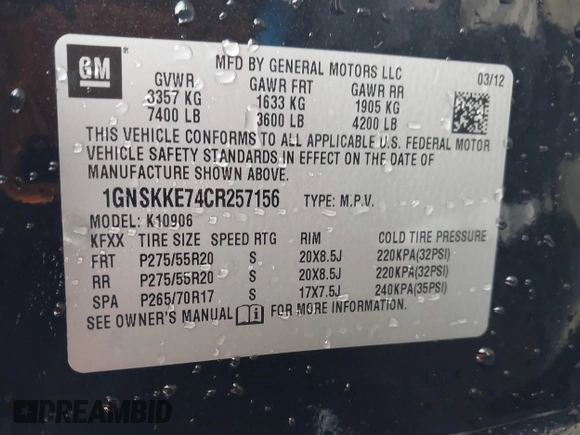 GM
MFD BY GENERAL MOTORS LLC 03/12
GVWR GAWR FRT GAWR RR
3357 KG 1633 KG 1905 KG
7400 LB 3600 LB 4200 LB
THIS VEHICLE CONFORMS TO ALL APPLICABLE U.S. FEDERAL MOTOR
VEHICLE SAFETY STANDARDS IN EFFECT ON THE DATE OF
MANUFACTURE SHOWN ABOVE.
1GNSKKE74CR257156 TYPE: M.P.V.
MODEL: K10906
KFXX TIRE SIZE SPEED RTG RIM COLD TIRE PRESSURE
FRT P275/55R20 S 20X8.5J 220KPA(32PSI)
RR P275/55R20 S 20X8.5J 220KPA(32PSI)
SPA P265/70R17 S 17X7.5J 240KPA(35PSI)
SEE OWNER'S MANUAL FOR MORE INFORMATION.
DREAMBID